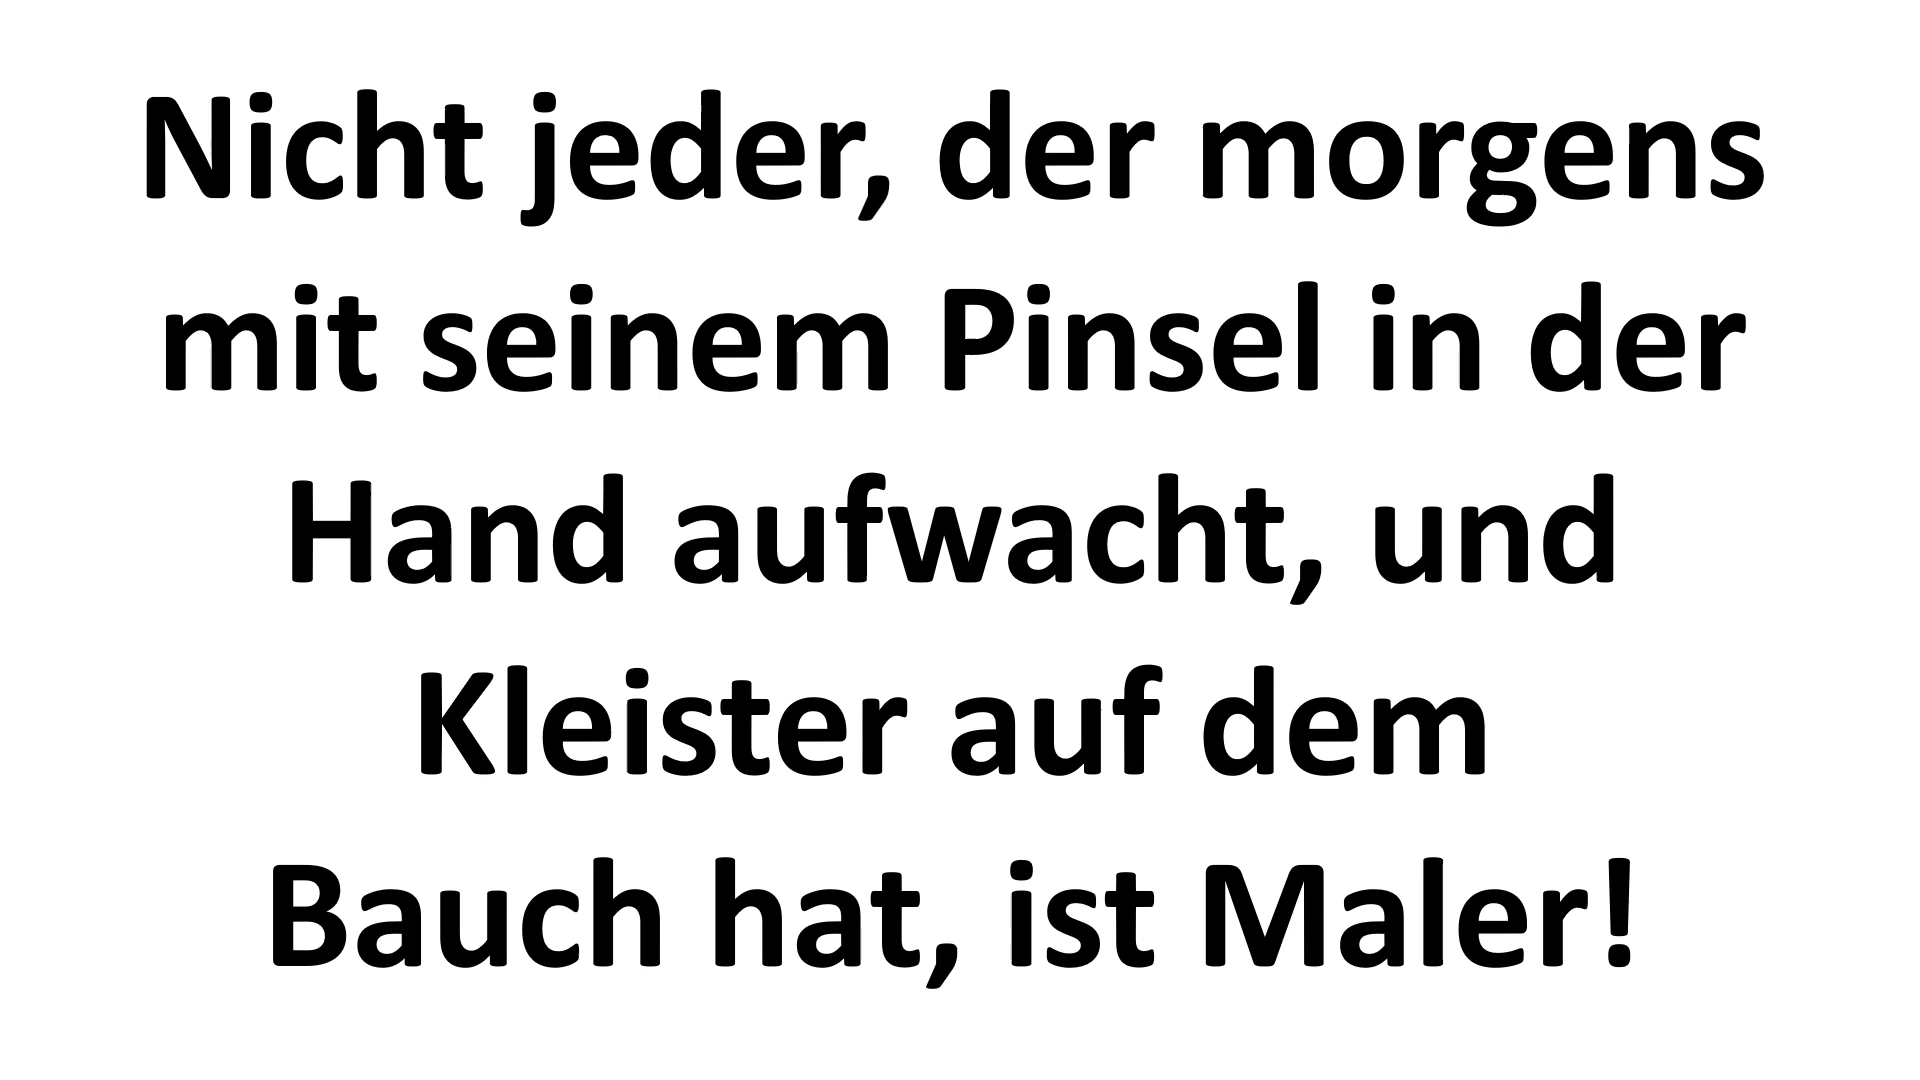 Nicht jeder, der morgens
mit seinem Pinsel in der
Hand aufwacht, und
Kleister auf dem
Bauch hat, ist Maler!